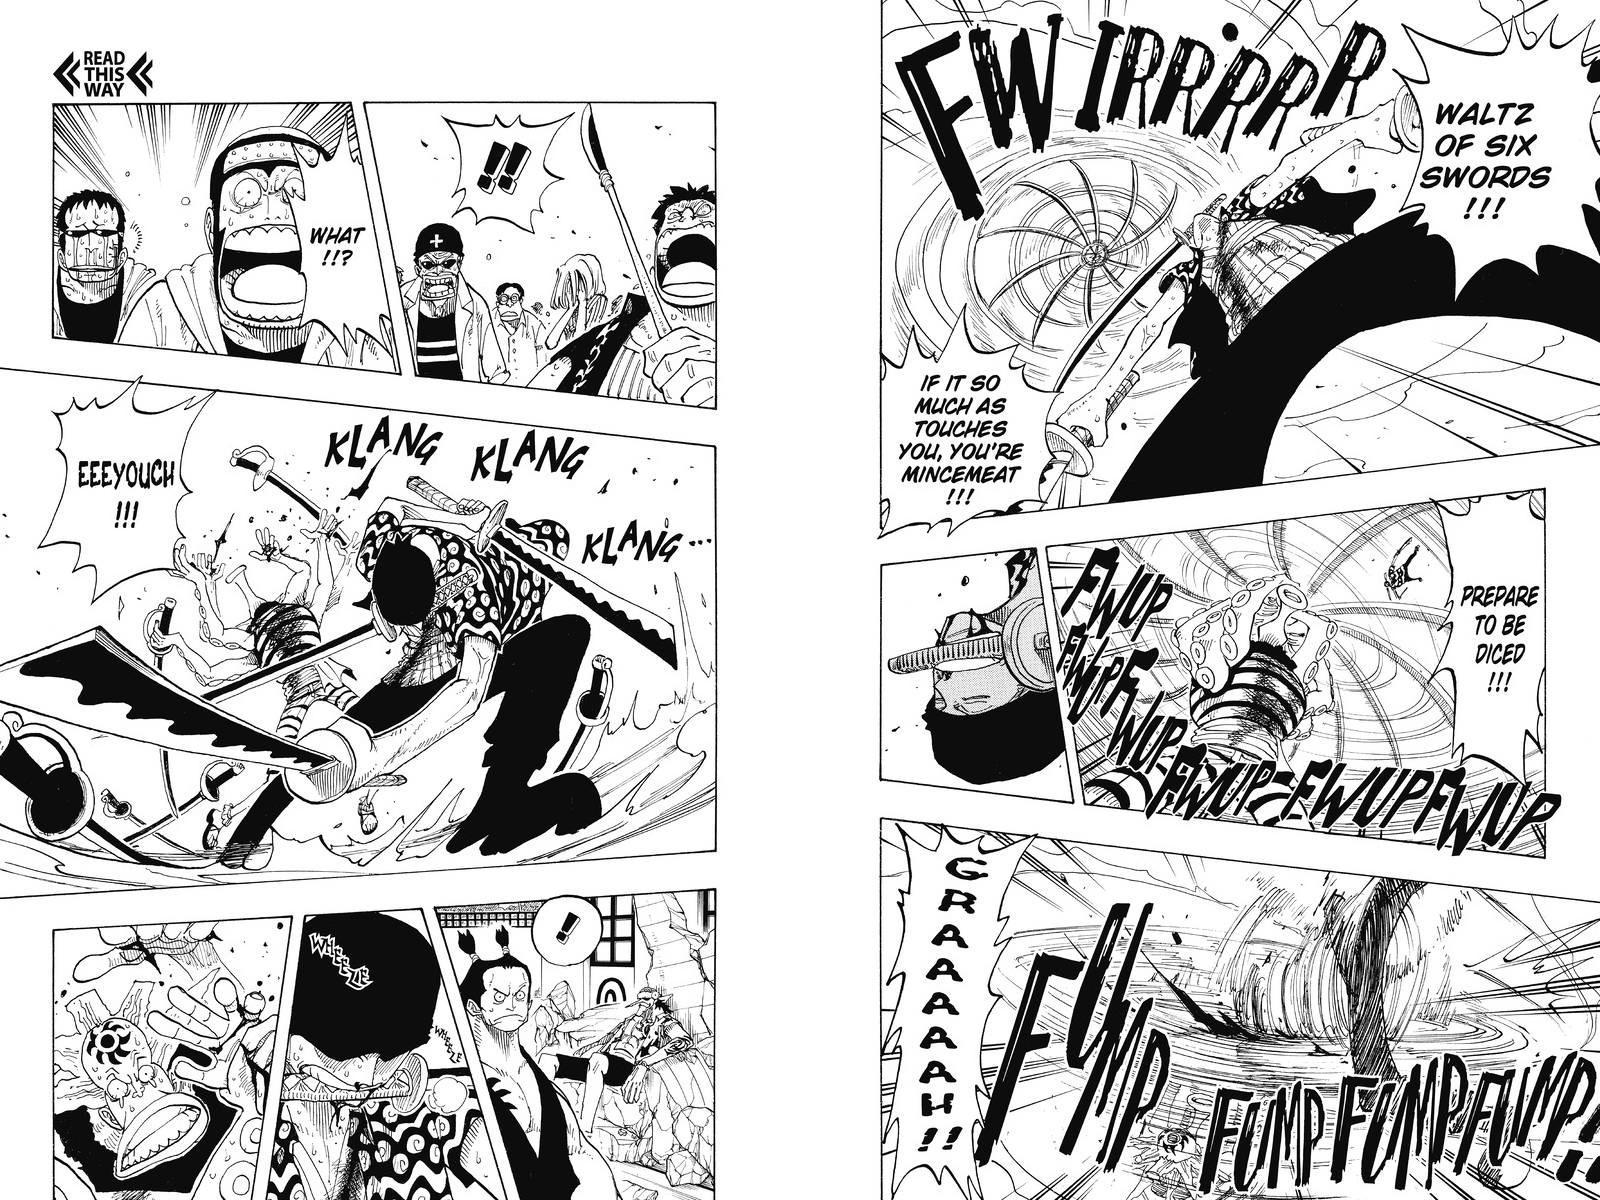 FWIRRRRR
WALTZ
OF SIX
SWORDS
!!!
IF IT SO
MUCH AS
TOUCHES
YOU, YOU'RE
MINCEMEAT
!!!
PREPARE
TO BE
DICED
!!!
FWUP
FWUP
FWUP
FWUP
FWUP
FWUP
GRAAAAAH!!
FUMP
FUMP
FUMP
FUMP!!
READ
THIS
WAY
!!
WHAT
!!?
KLANG
KLANG
KLANG...
EEEYOUCH
!!!
!
WHEEZE
WHEEZE